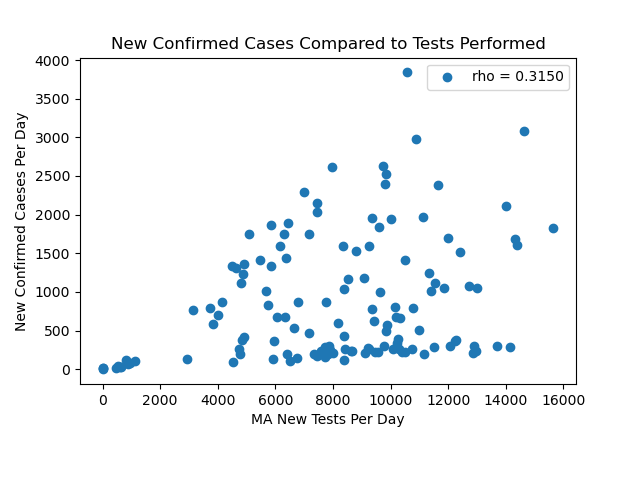 New Confirmed Cases Compared to Tests Performed
rho = 0.3150
4000
3500
3000
2500
2000
1500
1000
500
0
New Confirmed Caeses Per Day
0 2000 4000 6000 8000 10000 12000 14000 16000
MA New Tests Per Day